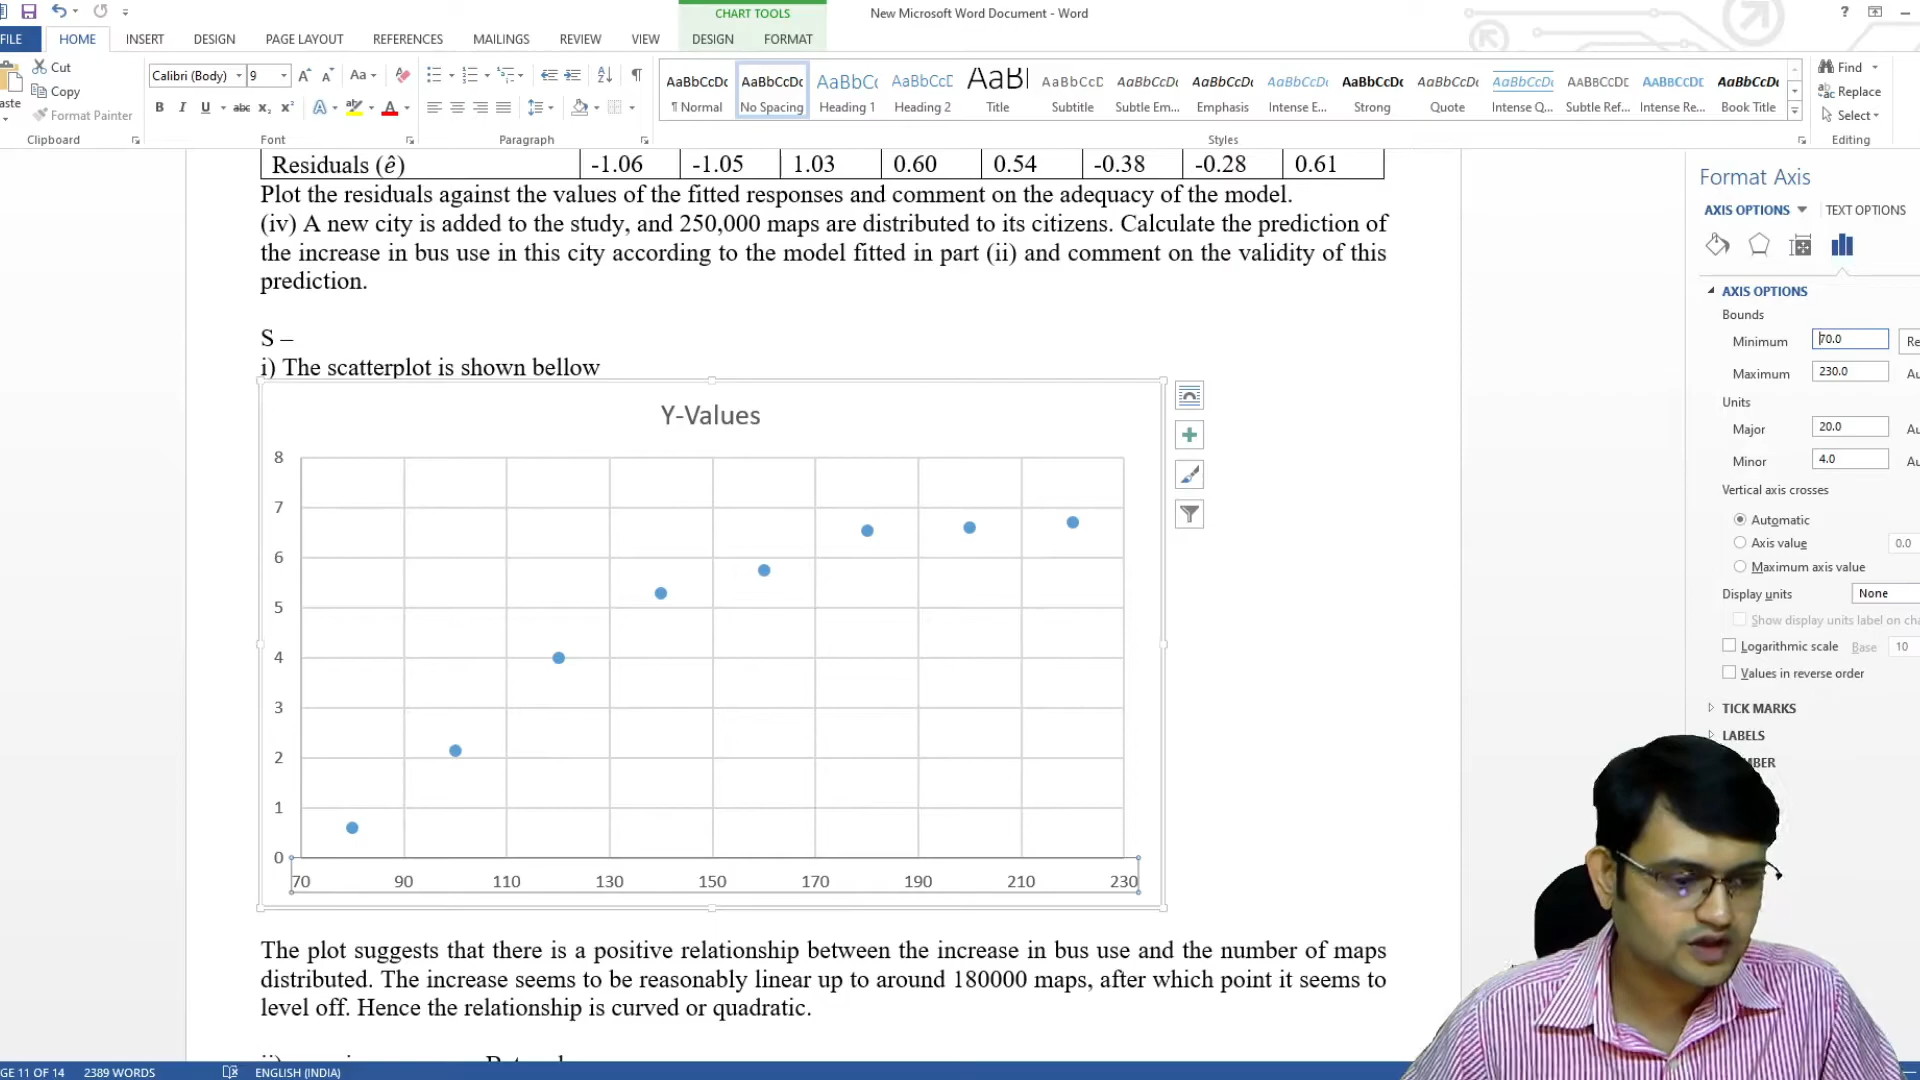 CHART TOOLS
New Microsoft Word Document - Word
FILE HOME INSERT DESIGN PAGE LAYOUT REFERENCES MAILINGS REVIEW VIEW DESIGN FORMAT
Cut
Copy
Format Painter
Clipboard
Calibri (Body) 9
Font
Paragraph
AaBbCcDc AaBbCcDc AaBbCc AaBbCcD AaBl AaBbCcD AaBbCcDc AaBbCcDc AaBbCcDc AaBbCcDc AaBbCcDc AaBbCcDc AaBbCcDc AaBbCcDc AaBbCcDc
¶ Normal No Spacing Heading 1 Heading 2 Title Subtitle Subtle Em... Emphasis Intense E... Strong Quote Intense Q... Subtle Ref... Intense Re... Book Title
Styles
Find
Replace
Select
Editing
Residuals (ê) -1.06 -1.05 1.03 0.60 0.54 -0.38 -0.28 0.61
Plot the residuals against the values of the fitted responses and comment on the adequacy of the model.
(iv) A new city is added to the study, and 250,000 maps are distributed to its citizens. Calculate the prediction of
the increase in bus use in this city according to the model fitted in part (ii) and comment on the validity of this
prediction.
S –
i) The scatterplot is shown bellow
Y-Values
8
7
6
5
4
3
2
1
0
70 90 110 130 150 170 190 210 230
The plot suggests that there is a positive relationship between the increase in bus use and the number of maps
distributed. The increase seems to be reasonably linear up to around 180000 maps, after which point it seems to
level off. Hence the relationship is curved or quadratic.
Format Axis
AXIS OPTIONS TEXT OPTIONS
AXIS OPTIONS
Bounds
Minimum 70.0 Re
Maximum 230.0 Au
Units
Major 20.0 Au
Minor 4.0 Au
Vertical axis crosses
Automatic
Axis value 0.0
Maximum axis value
Display units None
Show display units label on cha
Logarithmic scale Base 10
Values in reverse order
TICK MARKS
LABELS
MBER
GE 11 OF 14 2389 WORDS ENGLISH (INDIA)